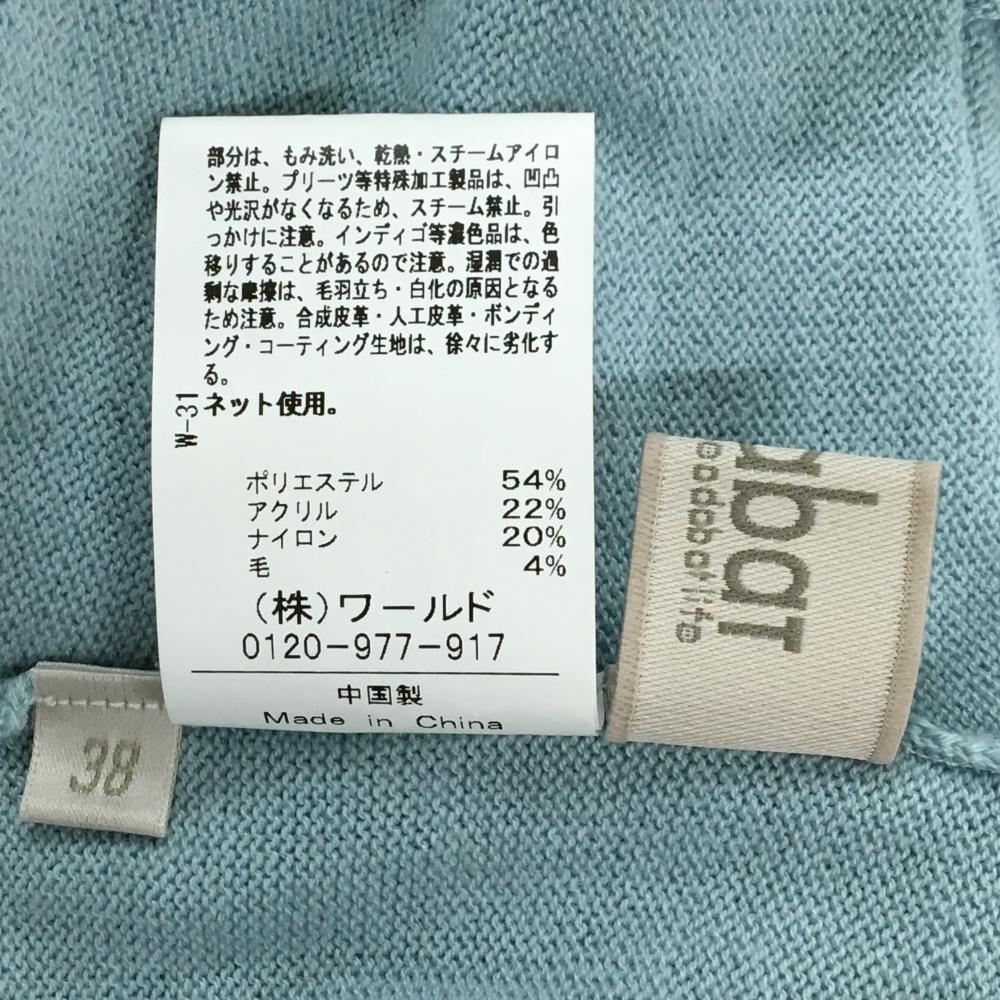 部分は、もみ洗い、乾熱・スチームアイロ
ン禁止。プリーツ等特殊加工製品は、凹凸
や光沢がなくなるため、スチーム禁止。引
っかけに注意。インディゴ等濃色品は、色
移りすることがあるので注意。湿潤での過
剰な摩擦は、毛羽立ち・白化の原因となる
ため注意。合成皮革・人工皮革・ボンディ
ング・コーティング生地は、徐々に劣化す
る。
W-31
ネット使用。
ポリエステル 54%
アクリル 22%
ナイロン 20%
毛 4%
(株)ワールド
0120-977-917
中国製
Made in China
38
abat
eadabat life